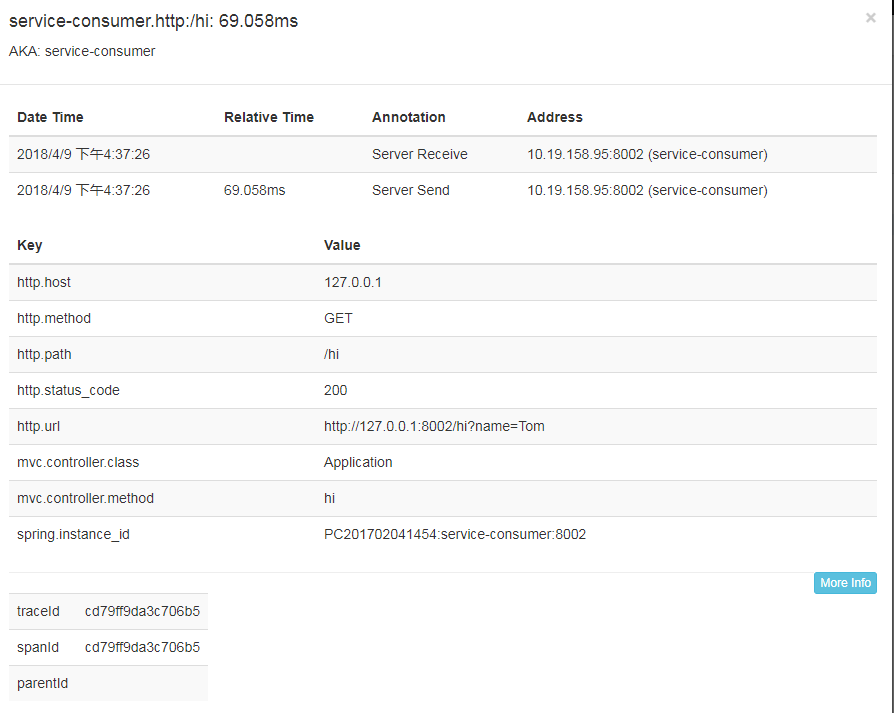 service-consumer.http:/hi: 69.058ms ×
AKA: service-consumer
Date Time Relative Time Annotation Address
2018/4/9 下午4:37:26 Server Receive 10.19.158.95:8002 (service-consumer)
2018/4/9 下午4:37:26 69.058ms Server Send 10.19.158.95:8002 (service-consumer)
Key Value
http.host 127.0.0.1
http.method GET
http.path /hi
http.status_code 200
http.url http://127.0.0.1:8002/hi?name=Tom
mvc.controller.class Application
mvc.controller.method hi
spring.instance_id PC201702041454:service-consumer:8002
More Info
traceId cd79ff9da3c706b5
spanId cd79ff9da3c706b5
parentId